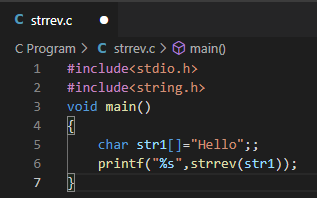 C strrev.c
C Program > C strrev.c > main()
1 #include<stdio.h>
2 #include<string.h>
3 void main()
4 {
5     char str1[]="Hello";;
6     printf("%s",strrev(str1));
7 }